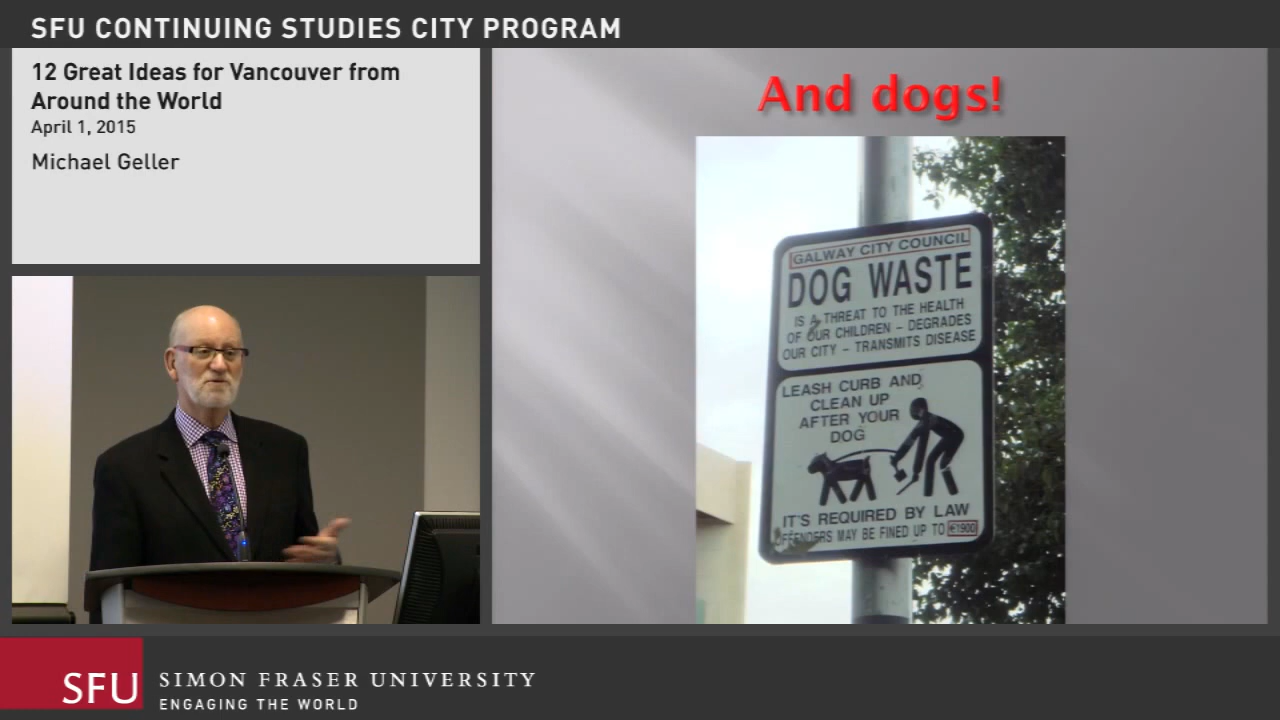 SFU CONTINUING STUDIES CITY PROGRAM
12 Great Ideas for Vancouver from
Around the World
April 1, 2015
Michael Geller
And dogs!
GALWAY CITY COUNCIL
DOG WASTE
IS A THREAT TO THE HEALTH
OF OUR CHILDREN – DEGRADES
OUR CITY – TRANSMITS DISEASE
LEASH CURB AND
CLEAN UP
AFTER YOUR
DOG
IT'S REQUIRED BY LAW
OFFENDERS MAY BE FINED UP TO €1900
SFU
SIMON FRASER UNIVERSITY
ENGAGING THE WORLD